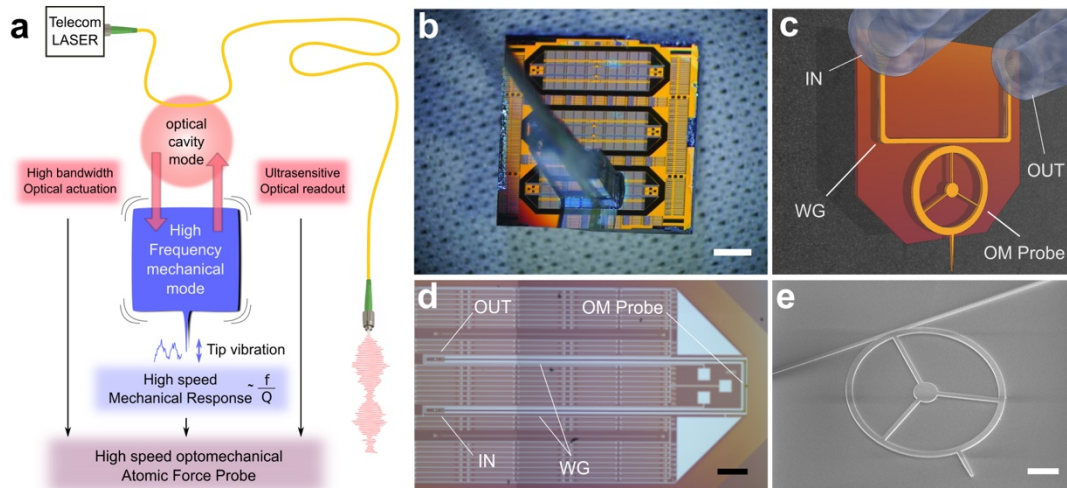 a
Telecom
LASER
optical
cavity
mode
High bandwidth
Optical actuation
Ultrasensitive
Optical readout
High
Frequency
mechanical
mode
Tip vibration
High speed
Mechanical Response ~ f/Q
High speed optomechanical
Atomic Force Probe
b
c
IN
OUT
WG
OM Probe
d
OUT
OM Probe
IN
WG
e